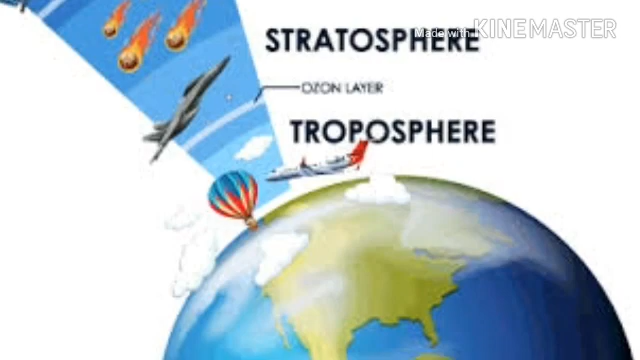 Made with KINEMASTER
STRATOSPHERE
OZON LAYER
TROPOSPHERE